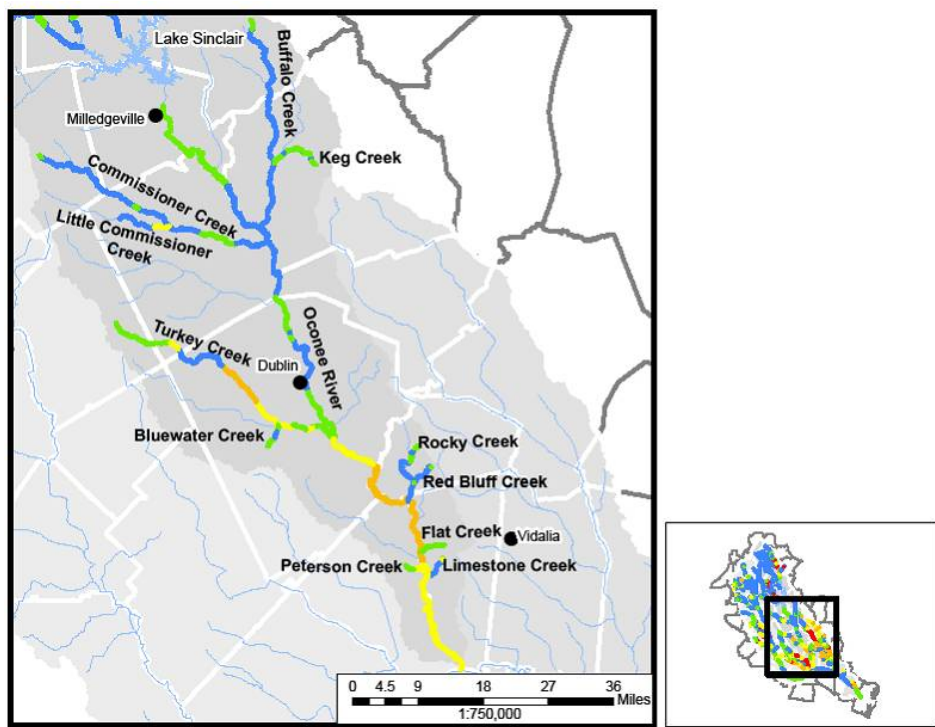 Lake Sinclair
Buffalo Creek
Milledgeville
Keg Creek
Commissioner Creek
Little Commissioner
Creek
Oconee River
Turkey Creek
Dublin
Bluewater Creek
Rocky Creek
Red Bluff Creek
Flat Creek
Vidalia
Peterson Creek
Limestone Creek
0 4.5 9 18 27 36
Miles
1:750,000